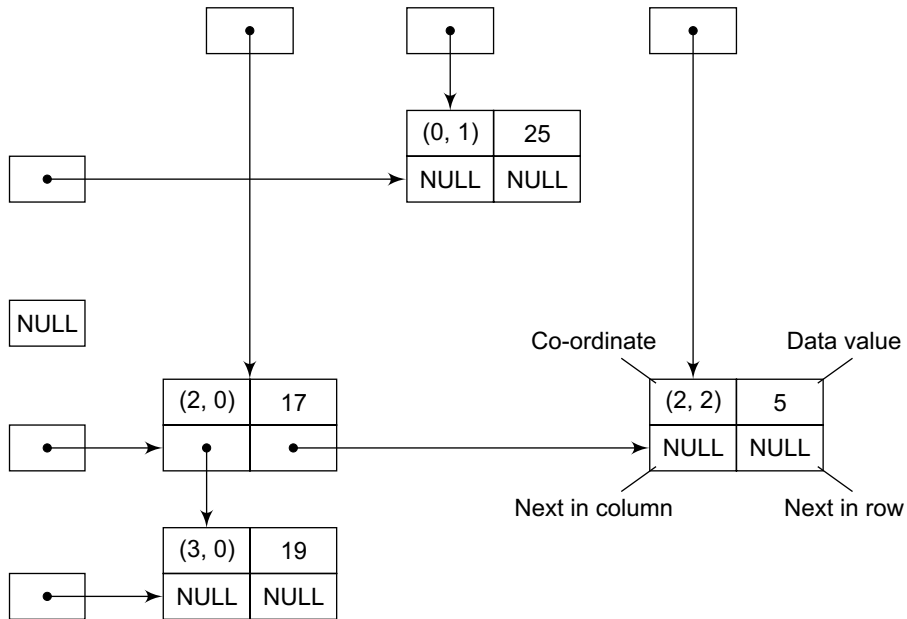 (0, 1) 25
NULL NULL
NULL
Co-ordinate Data value
(2, 0) 17
(2, 2) 5
NULL NULL
Next in column Next in row
(3, 0) 19
NULL NULL